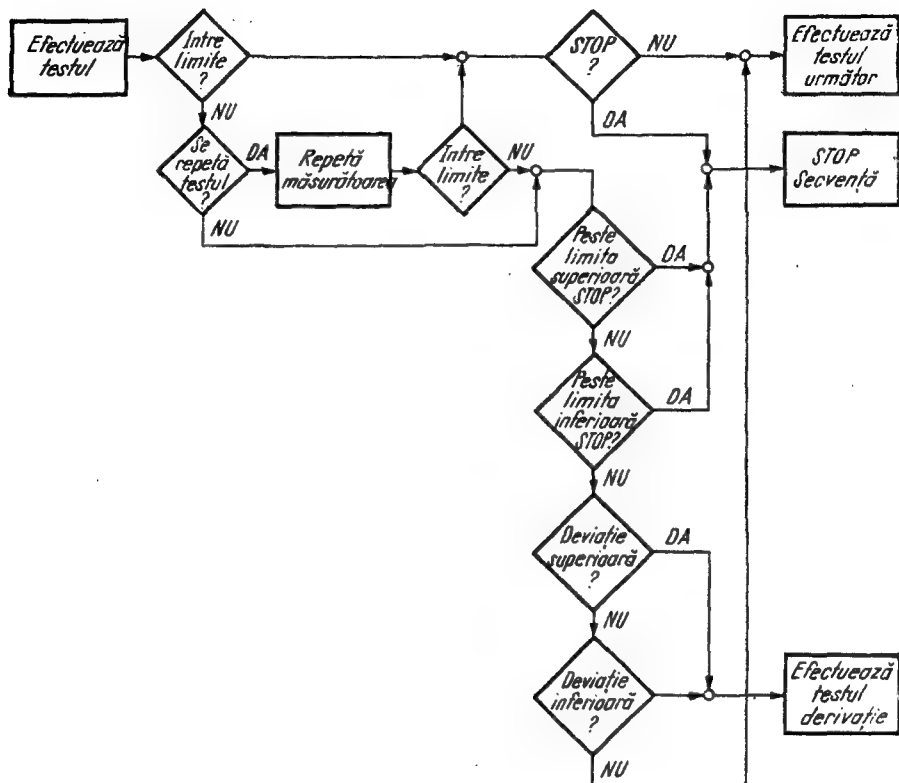 Efectuează
testul
Intre
limite
?
STOP
?
NU
Efectuează
testul
următor
NU
DA
Se
repetă
testul
?
DA
Repetă
măsurătoarea
Intre
limite
?
NU
STOP
Secvență
NU
Peste
limita
superioară
STOP?
DA
NU
Peste
limita
inferioară
STOP?
DA
NU
Deviație
superioară
?
DA
NU
Deviație
inferioară
?
Efectuează
testul
derivație
NU